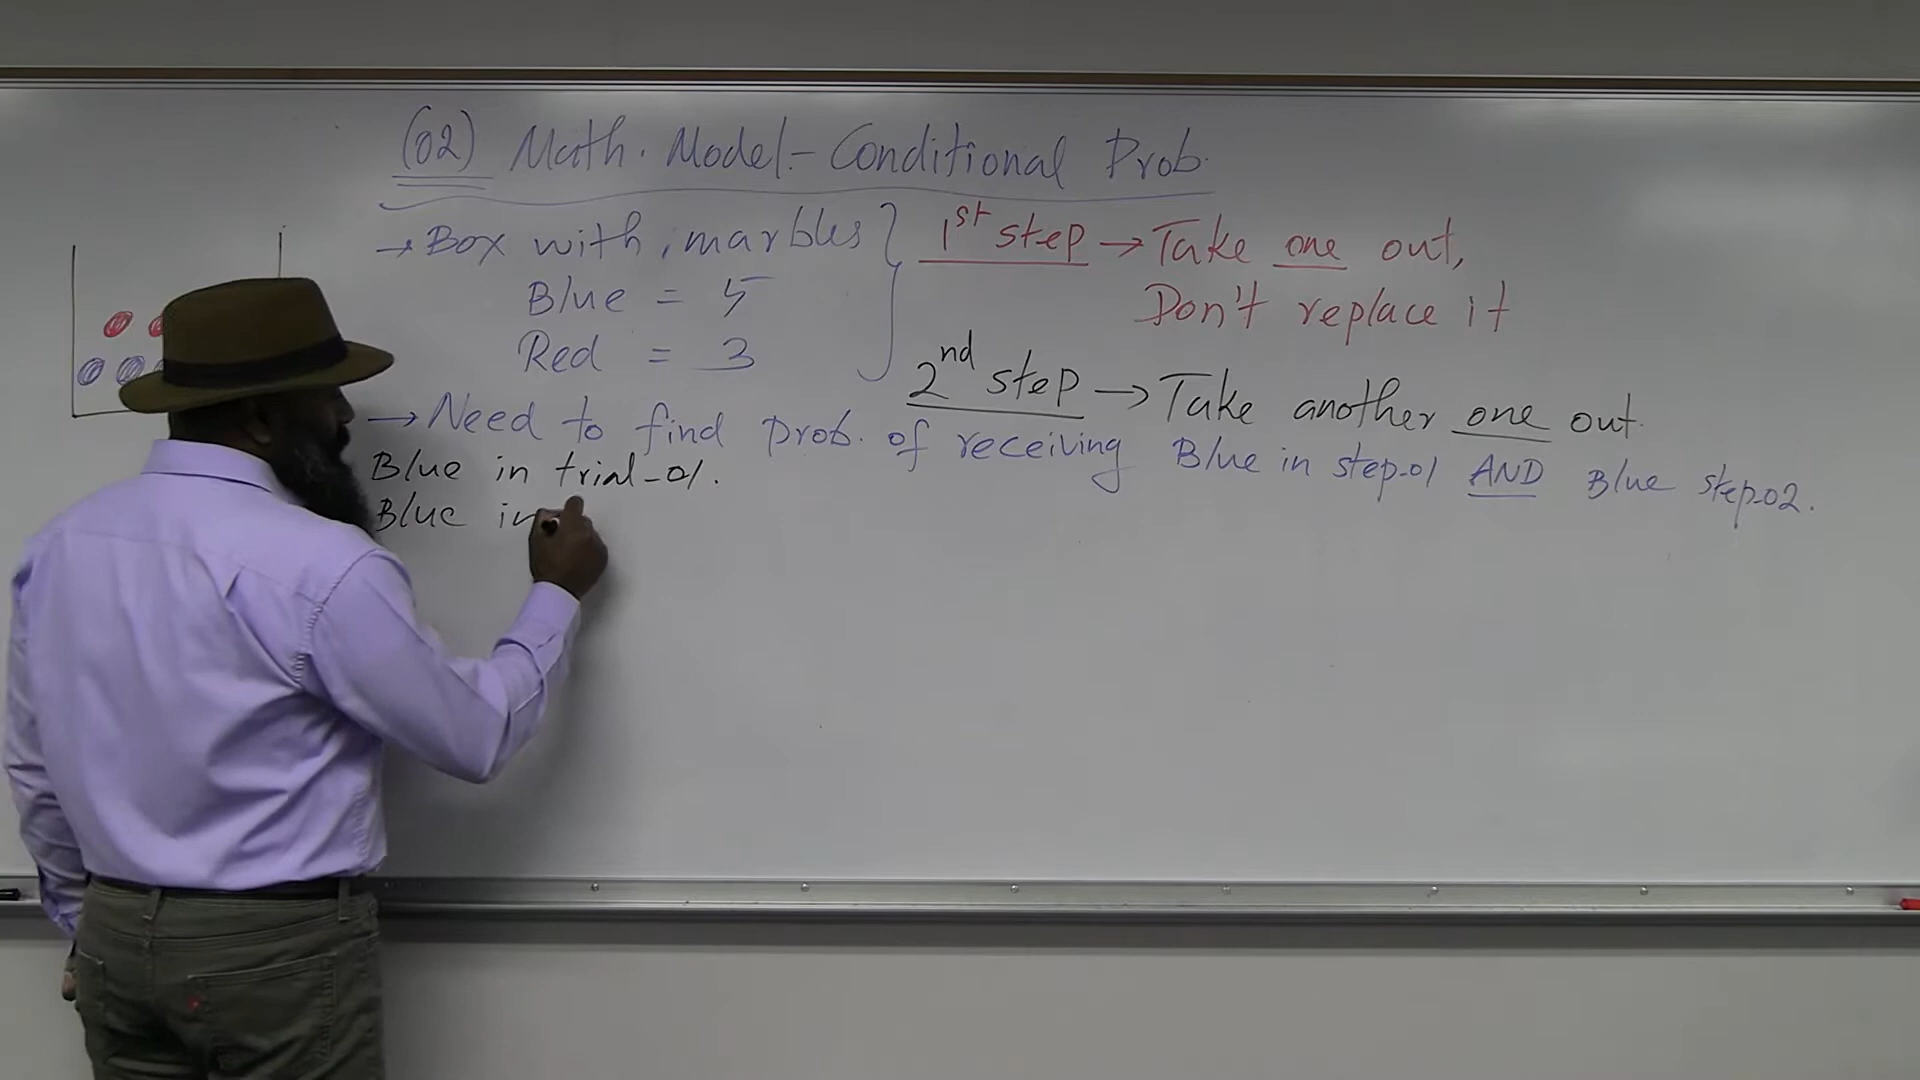 (02) Math. Model - Conditional Prob.
→ Box with marbles
Blue = 5
Red = 3
1st step → Take one out,
Don't replace it
2nd step → Take another one out.
→ Need to find prob. of receiving Blue in step-01 AND Blue step-02.
Blue in trial-01.
Blue in